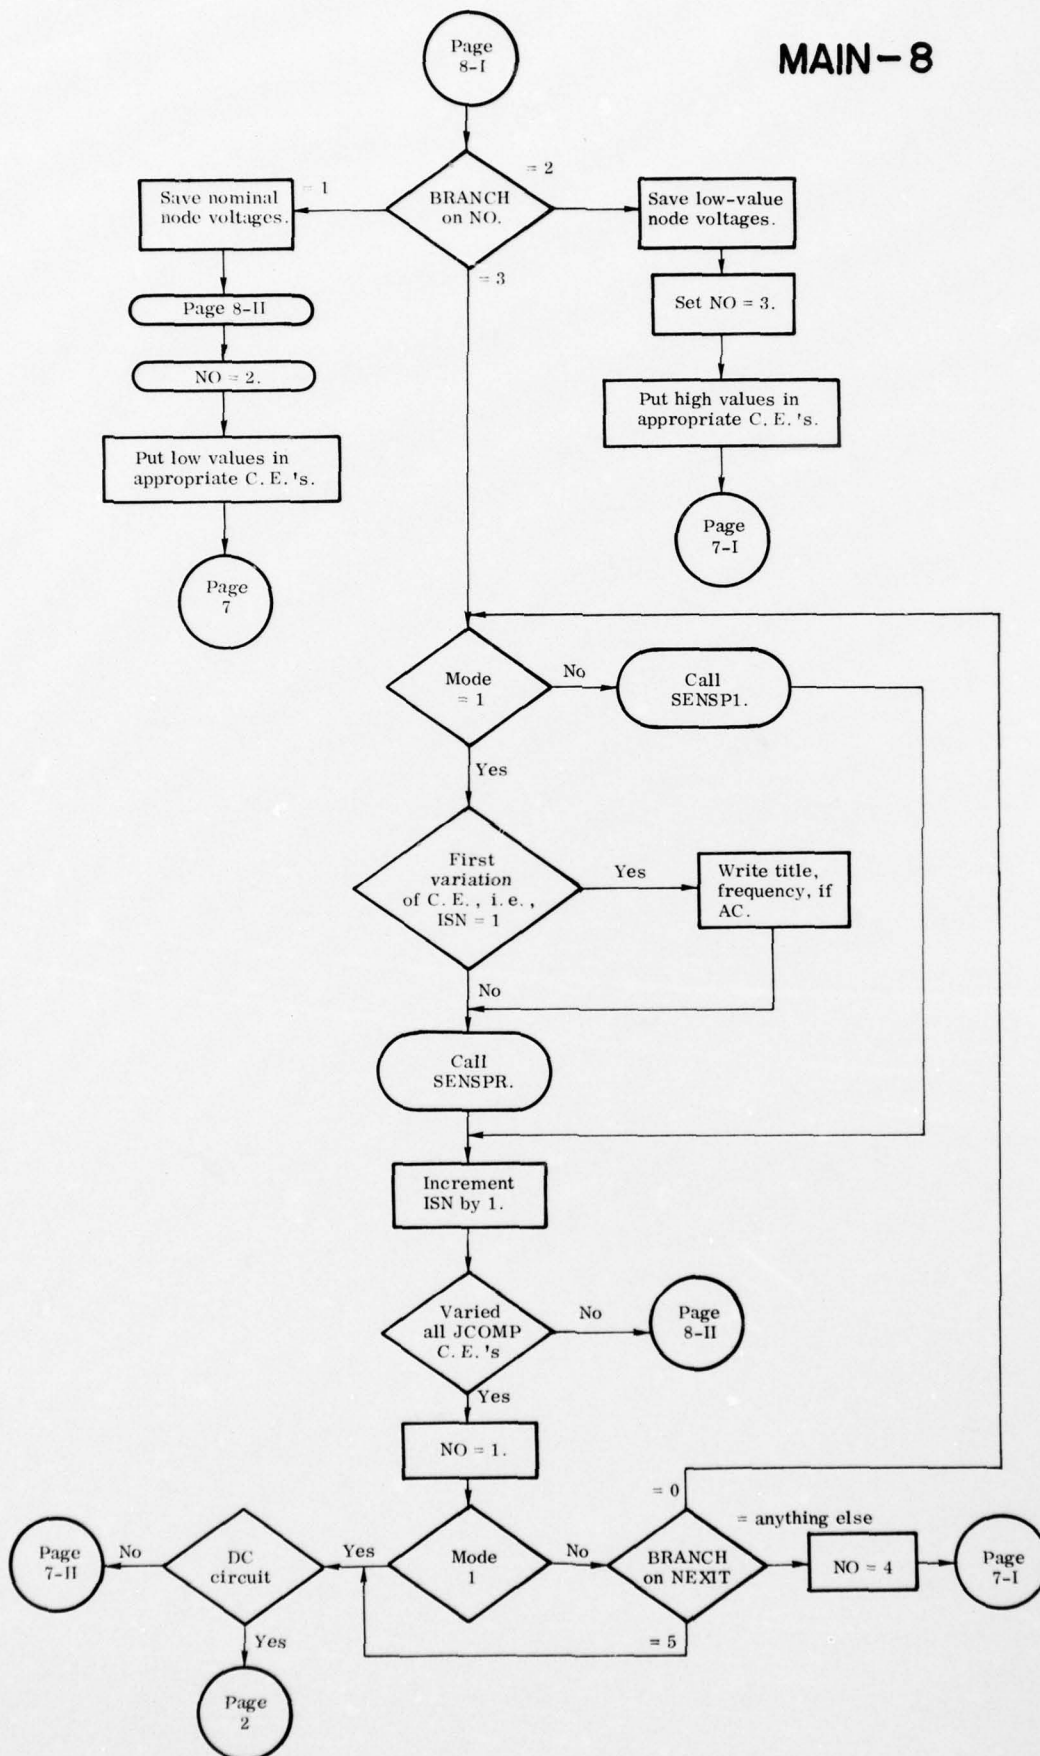 MAIN-8
Page
8-I
BRANCH
on NO.
= 1
= 2
= 3
Save nominal
node voltages.
Page 8-II
NO = 2.
Put low values in
appropriate C. E.'s.
Page
7
Save low-value
node voltages.
Set NO = 3.
Put high values in
appropriate C. E.'s.
Page
7-I
Mode
= 1
No
Call
SENSP1.
Yes
First
variation
of C. E., i.e.,
ISN = 1
Yes
Write title,
frequency, if
AC.
No
Call
SENSPR.
Increment
ISN by 1.
Varied
all JCOMP
C. E.'s
No
Page
8-II
Yes
NO = 1.
Mode
1
Yes
DC
circuit
No
Page
7-II
Yes
Page
2
No
BRANCH
on NEXIT
= 0
= anything else
NO = 4
Page
7-I
= 5